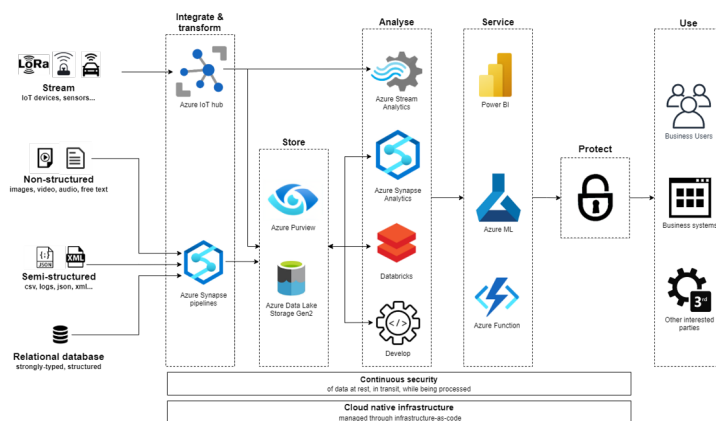 Integrate &
transform
Analyse
Service
Use
LoRa
Stream
IoT devices, sensors...
Azure IoT hub
Azure Stream
Analytics
Power BI
Business Users
Store
Protect
Non-structured
images, video, audio, free text
Azure Purview
Azure Synapse
Analytics
Azure ML
Business systems
{:}
JSON
XML
Semi-structured
csv, logs, json, xml...
Azure Synapse
pipelines
Azure Data Lake
Storage Gen2
Databricks
3rd
Other interested
parties
</>
Develop
Azure Function
Relational database
strongly-typed, structured
Continuous security
of data at rest, in transit, while being processed
Cloud native infrastructure
managed through infrastructure-as-code